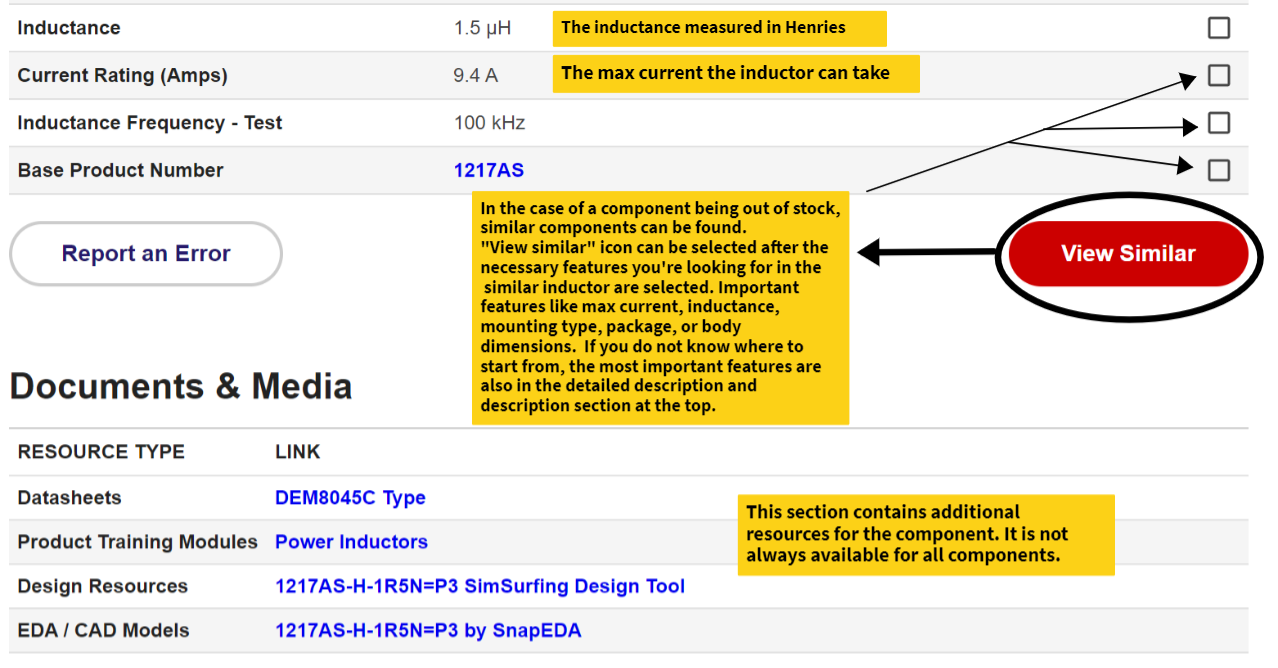 Inductance 1.5 µH The inductance measured in Henries
Current Rating (Amps) 9.4 A The max current the inductor can take
Inductance Frequency - Test 100 kHz
Base Product Number 1217AS
In the case of a component being out of stock,
similar components can be found.
"View similar" icon can be selected after the
necessary features you're looking for in the
similar inductor are selected. Important
features like max current, inductance,
mounting type, package, or body
dimensions. If you do not know where to
start from, the most important features are
also in the detailed description and
description section at the top.
Report an Error
View Similar
Documents & Media
RESOURCE TYPE LINK
Datasheets DEM8045C Type
Product Training Modules Power Inductors
Design Resources 1217AS-H-1R5N=P3 SimSurfing Design Tool
EDA / CAD Models 1217AS-H-1R5N=P3 by SnapEDA
This section contains additional
resources for the component. It is not
always available for all components.